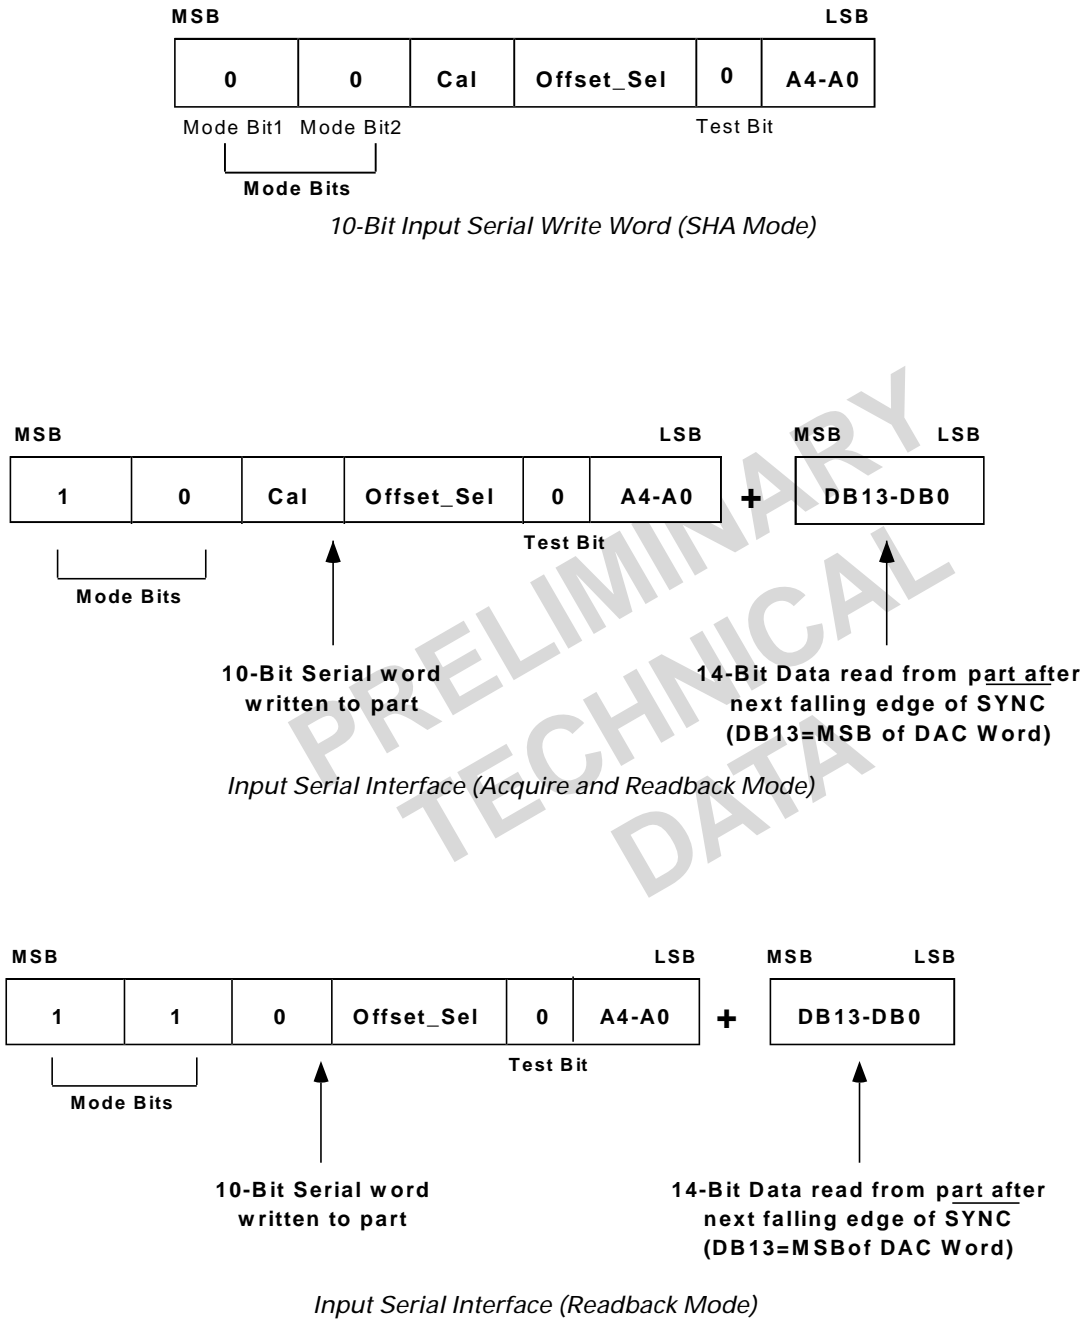 MSB LSB
0 0 Cal Offset_Sel 0 A4-A0
Mode Bit1 Mode Bit2 Test Bit
Mode Bits
10-Bit Input Serial Write Word (SHA Mode)
MSB LSB MSB LSB
1 0 Cal Offset_Sel 0 A4-A0 + DB13-DB0
Test Bit
Mode Bits
10-Bit Serial word
written to part
14-Bit Data read from part after
next falling edge of SYNC
(DB13=MSB of DAC Word)
Input Serial Interface (Acquire and Readback Mode)
PRELIMINARY
TECHNICAL
DATA
MSB LSB MSB LSB
1 1 0 Offset_Sel 0 A4-A0 + DB13-DB0
Test Bit
Mode Bits
10-Bit Serial word
written to part
14-Bit Data read from part after
next falling edge of SYNC
(DB13=MSBof DAC Word)
Input Serial Interface (Readback Mode)